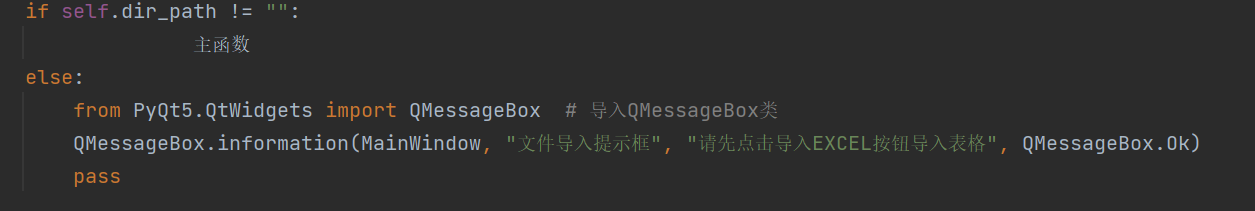 if self.dir_path != "":
主函数
else:
from PyQt5.QtWidgets import QMessageBox  # 导入QMessageBox类
QMessageBox.information(MainWindow, "文件导入提示框", "请先点击导入EXCEL按钮导入表格", QMessageBox.Ok)
pass